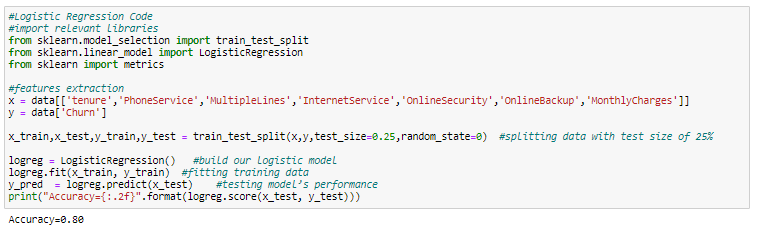 #Logistic Regression Code
#import relevant libraries
from sklearn.model_selection import train_test_split
from sklearn.linear_model import LogisticRegression
from sklearn import metrics
#features extraction
x = data[['tenure','PhoneService','MultipleLines','InternetService','OnlineSecurity','OnlineBackup','MonthlyCharges']]
y = data['Churn']
x_train,x_test,y_train,y_test = train_test_split(x,y,test_size=0.25,random_state=0)  #splitting data with test size of 25%
logreg = LogisticRegression()   #build our logistic model
logreg.fit(x_train, y_train)  #fitting training data
y_pred  = logreg.predict(x_test)    #testing model's performance
print("Accuracy={:.2f}".format(logreg.score(x_test, y_test)))
Accuracy=0.80